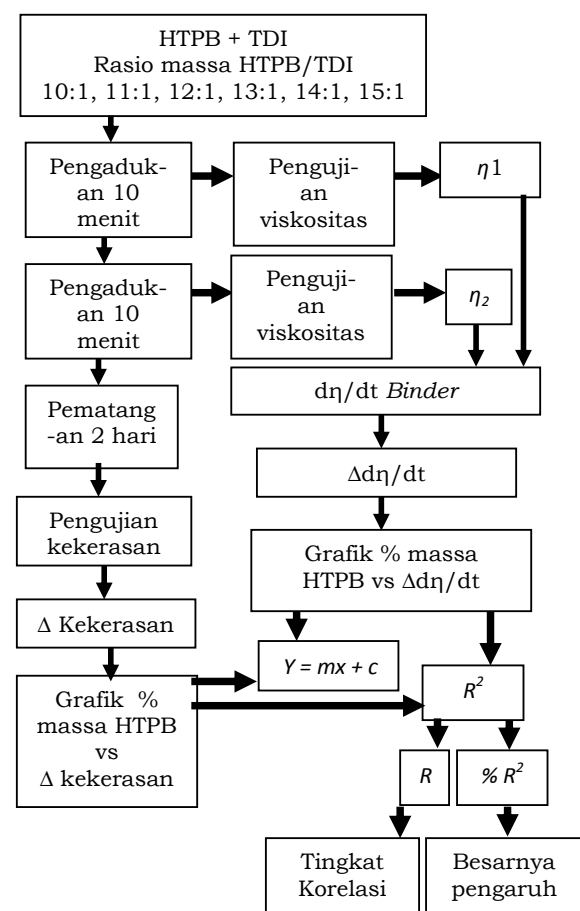 HTPB + TDI
Rasio massa HTPB/TDI
10:1, 11:1, 12:1, 13:1, 14:1, 15:1
Pengaduk-
an 10
menit
Penguji-
an
viskositas
η1
Pengaduk-
an 10
menit
Penguji-
an
viskositas
η₂
Pematang
-an 2 hari
dη/dt Binder
Δdη/dt
Pengujian
kekerasan
Grafik % massa
HTPB vs Δdη/dt
Δ Kekerasan
Y = mx + c
R²
Grafik %
massa HTPB
vs
Δ kekerasan
R
% R²
Tingkat
Korelasi
Besarnya
pengaruh